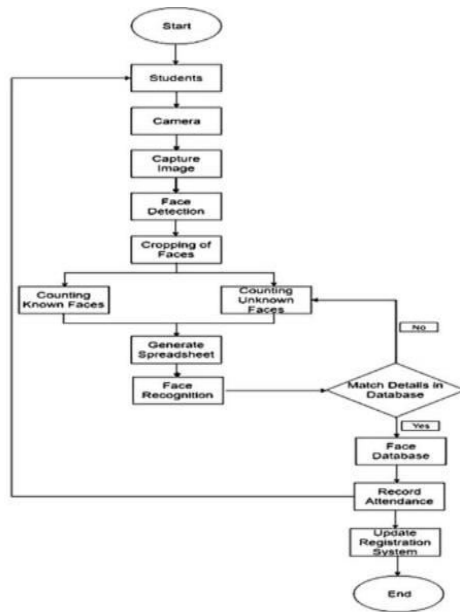 Start
Students
Camera
Capture
Image
Face
Detection
Cropping of
Faces
Counting
Known Faces
Counting
Unknown
Faces
No
Generate
Spreadsheet
Face
Recognition
Match Details in
Database
Yes
Face
Database
Record
Attendance
Update
Registration
System
End